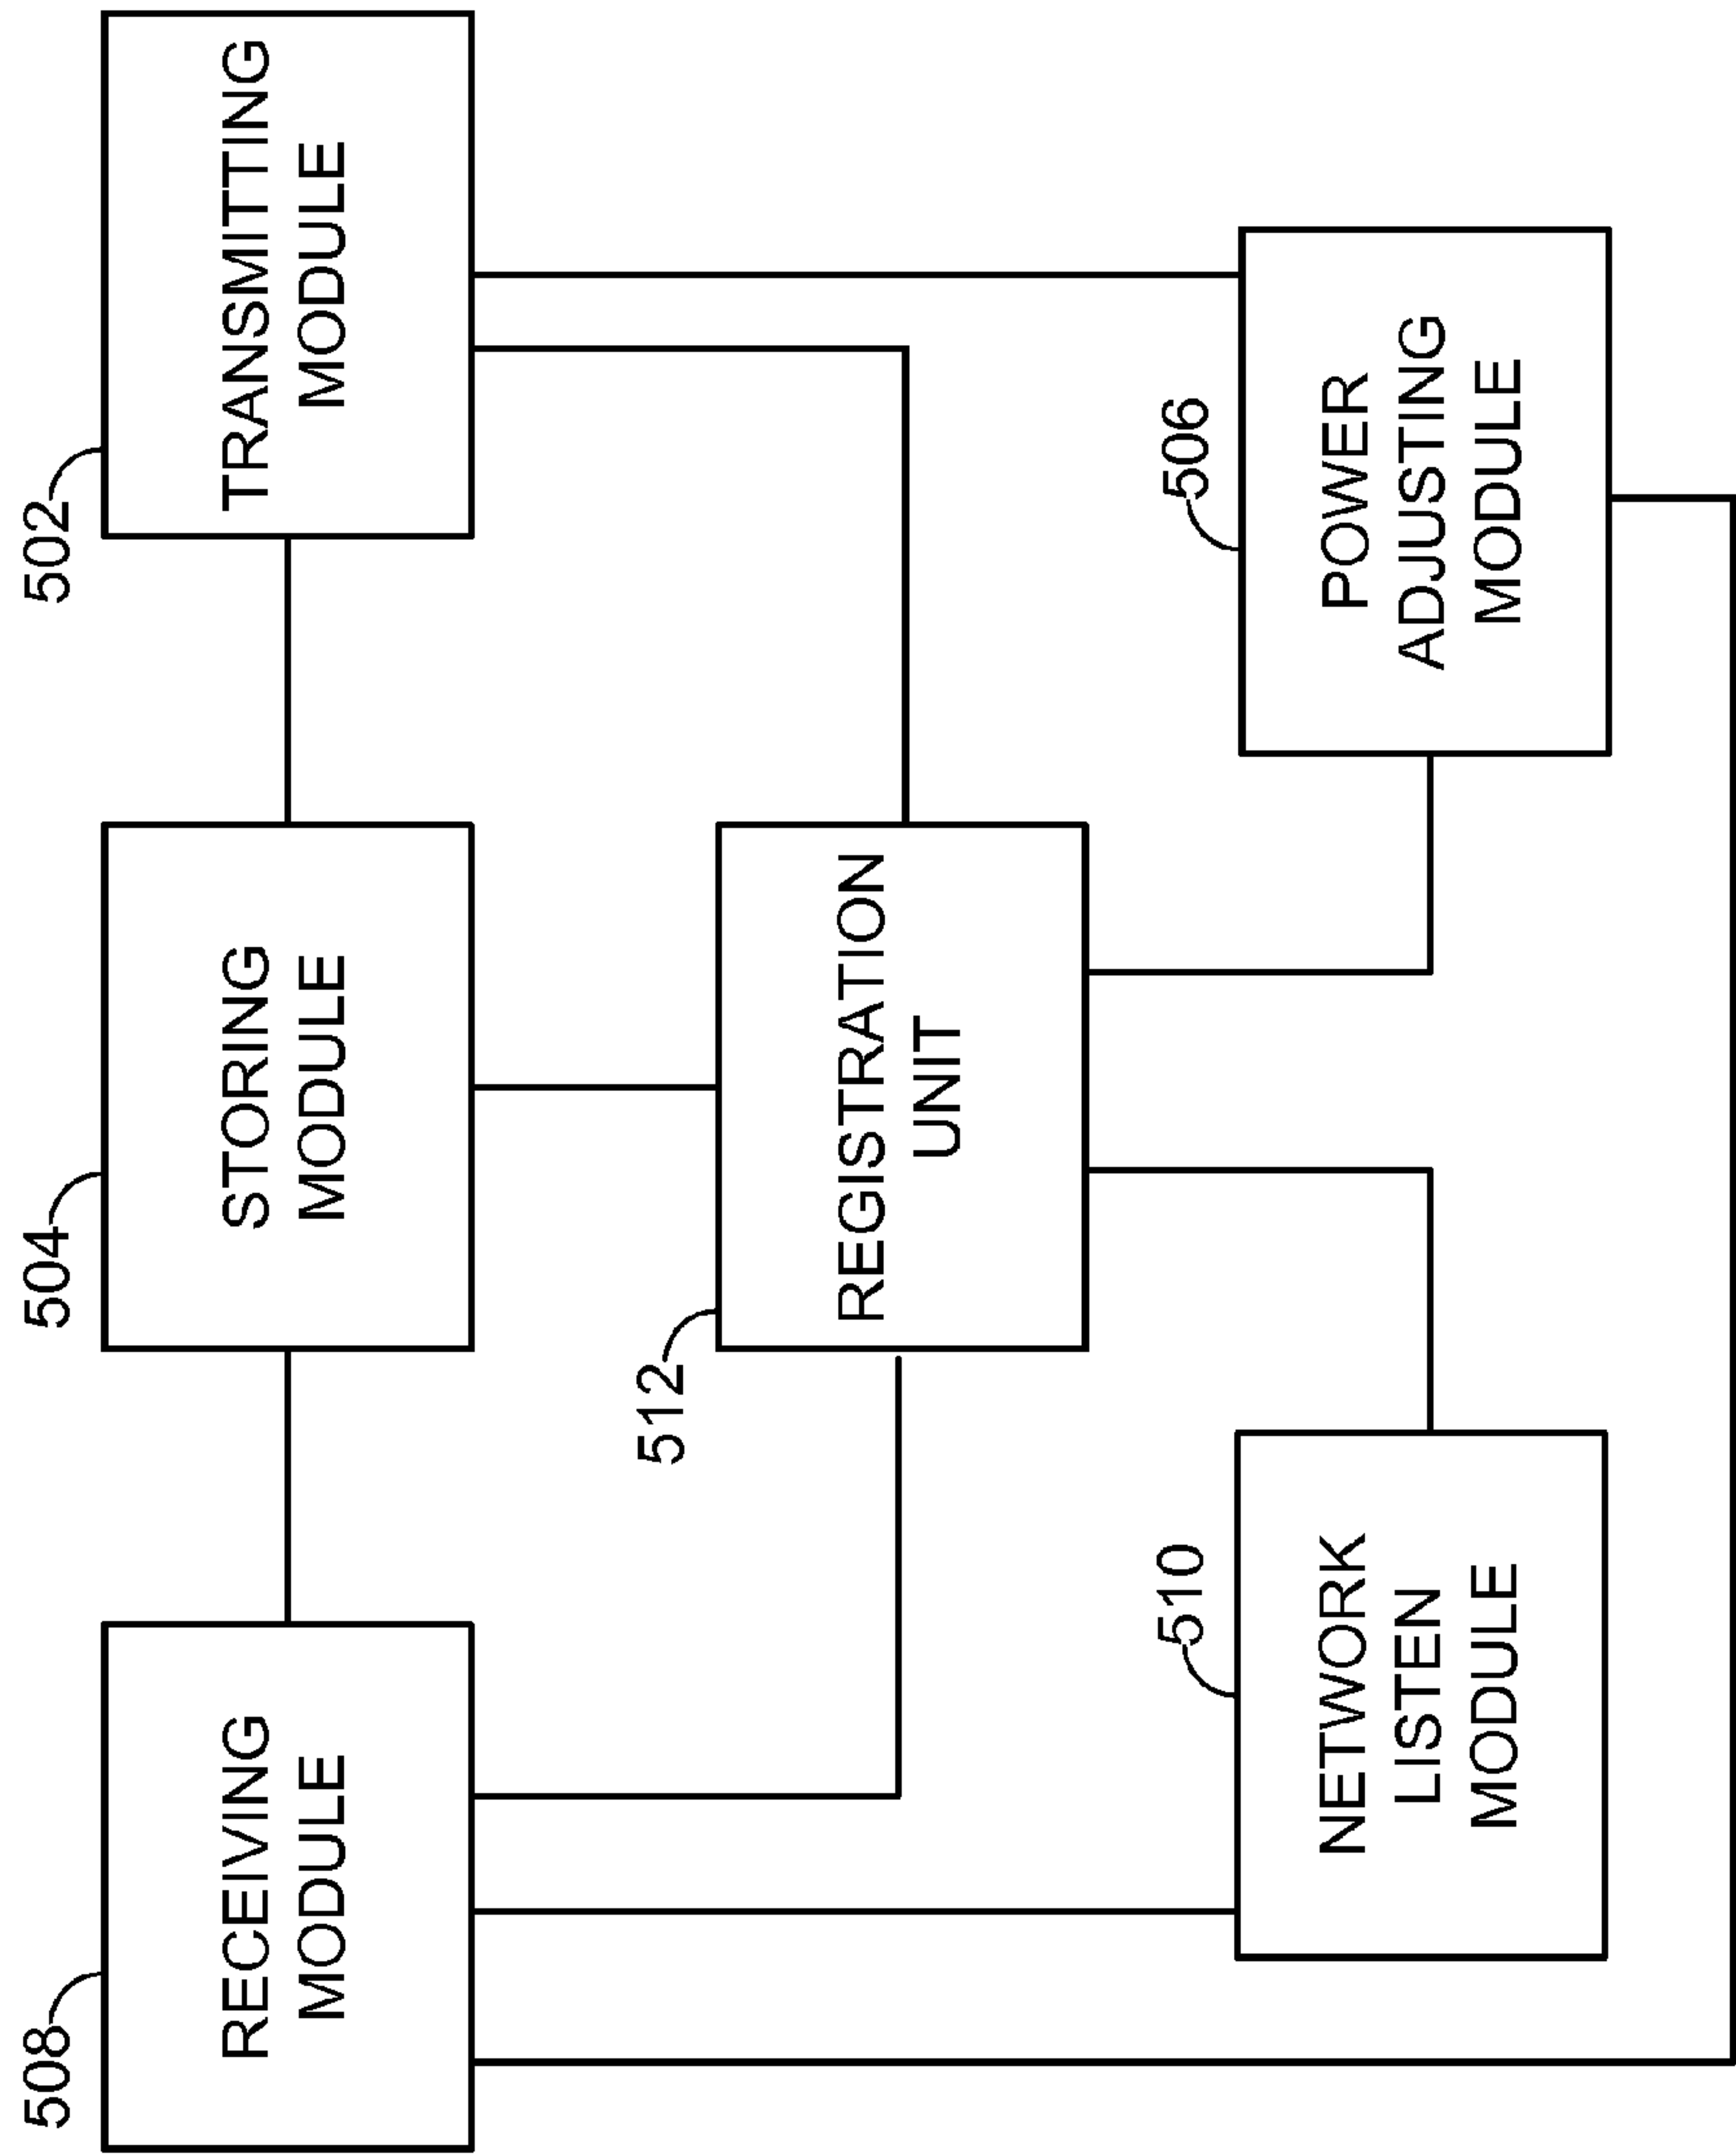 508
RECEIVING
MODULE
504
STORING
MODULE
502
TRANSMITTING
MODULE
512
REGISTRATION
UNIT
510
NETWORK
LISTEN
MODULE
506
POWER
ADJUSTING
MODULE